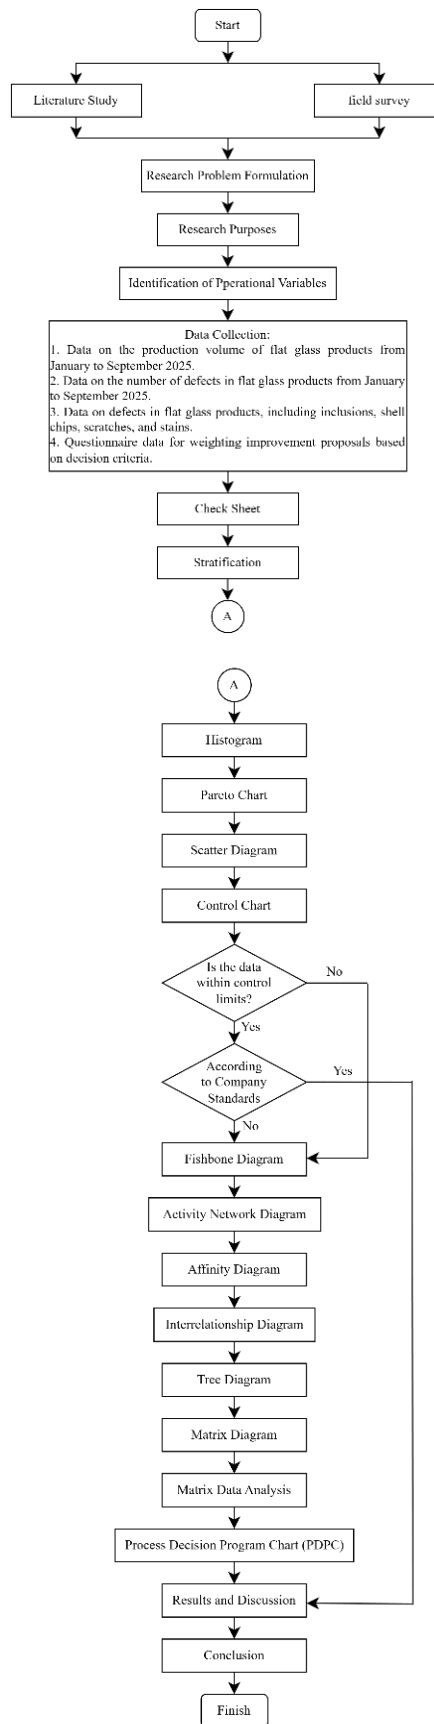 Start
Literature Study
field survey
Research Problem Formulation
Research Purposes
Identification of Pperational Variables
Data Collection:
1. Data on the production volume of flat glass products from
January to September 2025.
2. Data on the number of defects in flat glass products from January
to September 2025.
3. Data on defects in flat glass products, including inclusions, shell
chips, scratches, and stains.
4. Questionnaire data for weighting improvement proposals based
on decision criteria.
Check Sheet
Stratification
A
A
Histogram
Pareto Chart
Scatter Diagram
Control Chart
Is the data
within control
limits?
No
Yes
According
to Company
Standards
Yes
No
Fishbone Diagram
Activity Network Diagram
Affinity Diagram
Interrelationship Diagram
Tree Diagram
Matrix Diagram
Matrix Data Analysis
Process Decision Program Chart (PDPC)
Results and Discussion
Conclusion
Finish